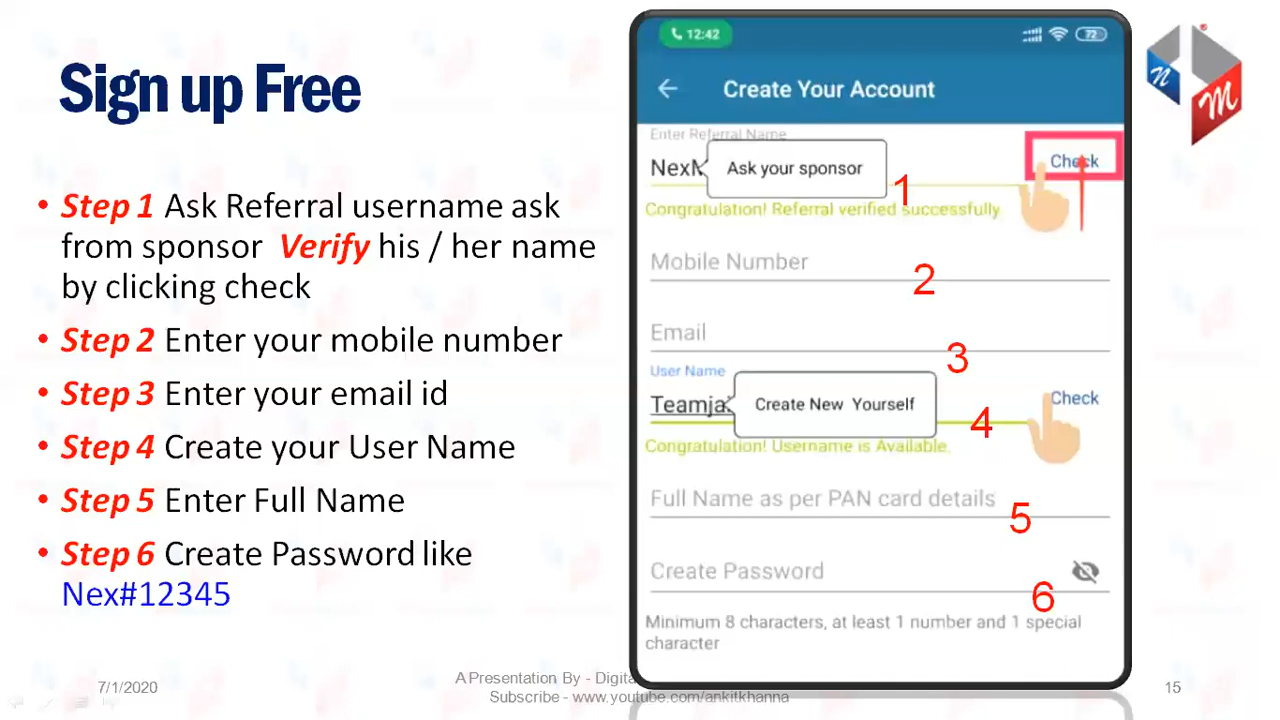 Sign up Free
• Step 1 Ask Referral username ask
from sponsor Verify his / her name
by clicking check
• Step 2 Enter your mobile number
• Step 3 Enter your email id
• Step 4 Create your User Name
• Step 5 Enter Full Name
• Step 6 Create Password like
Nex#12345
12:42
72
Create Your Account
Enter Referral Name
Ask your sponsor
Check
1
Congratulation! Referral verified successfully
Mobile Number
2
Email
3
User Name
Teamja
Create New Yourself
Check
4
Congratulation! Username is Available.
Full Name as per PAN card details
5
Create Password
6
Minimum 8 characters, at least 1 number and 1 special
character
n
M
7/1/2020
A Presentation By - Digita
Subscribe - www.youtube.com/ankitkhanna
15